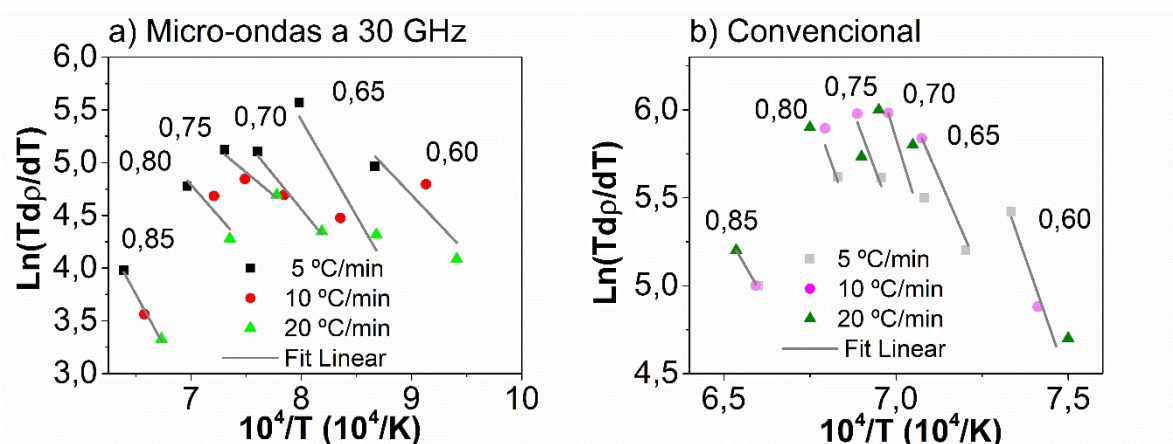 a) Micro-ondas a 30 GHz
Ln(Tdρ/dT)
6,0
5,5
5,0
4,5
4,0
3,5
3,0
0,65
0,75
0,70
0,80
0,60
0,85
5 ºC/min
10 ºC/min
20 ºC/min
Fit Linear
7
8
9
10
10⁴/T (10⁴/K)
b) Convencional
Ln(Tdρ/dT)
6,0
5,5
5,0
4,5
0,75
0,70
0,80
0,65
0,60
0,85
5 ºC/min
10 ºC/min
20 ºC/min
Fit Linear
6,5
7,0
7,5
10⁴/T (10⁴/K)